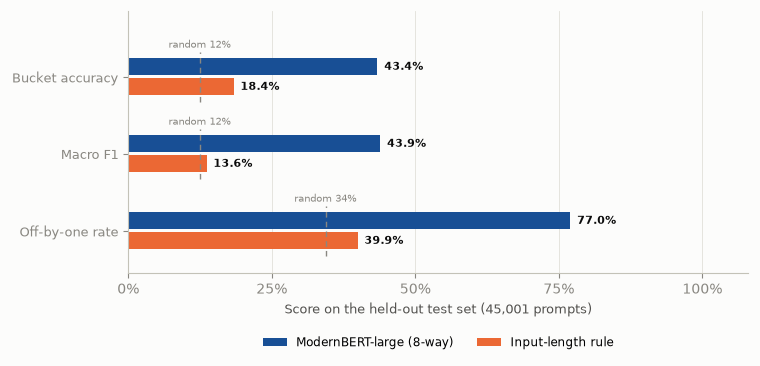 random 12%
Bucket accuracy
43.4%
18.4%
random 12%
Macro F1
43.9%
13.6%
random 34%
Off-by-one rate
77.0%
39.9%
0% 25% 50% 75% 100%
Score on the held-out test set (45,001 prompts)
ModernBERT-large (8-way) Input-length rule